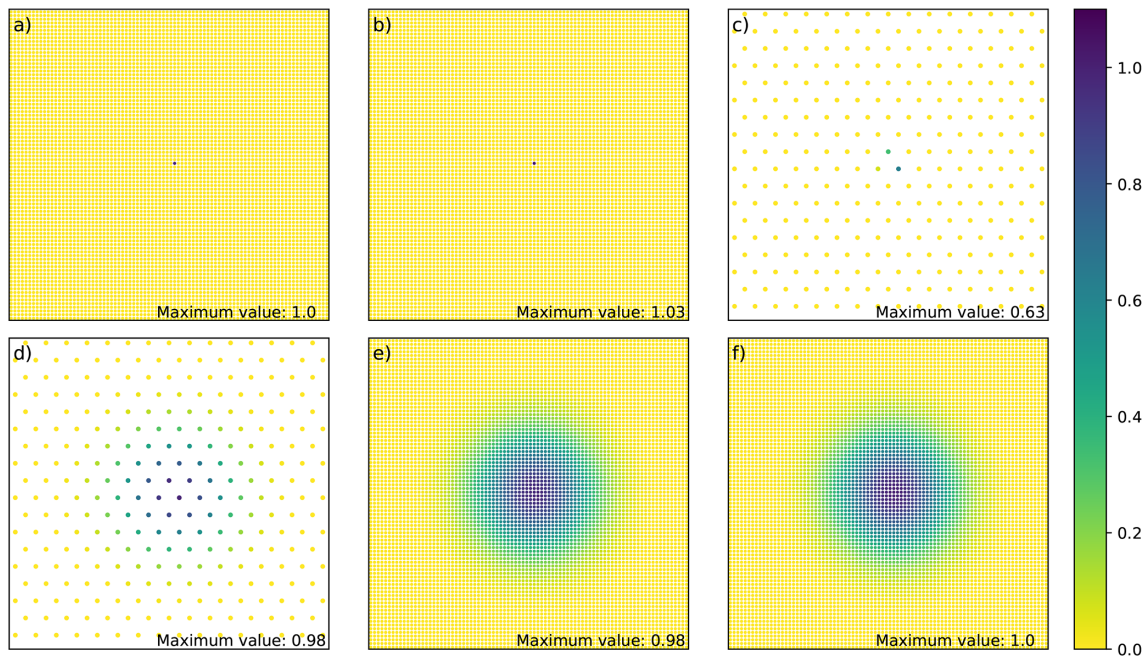 a)
Maximum value: 1.0
b)
Maximum value: 1.03
c)
Maximum value: 0.63
d)
Maximum value: 0.98
e)
Maximum value: 0.98
f)
Maximum value: 1.0
1.0
0.8
0.6
0.4
0.2
0.0